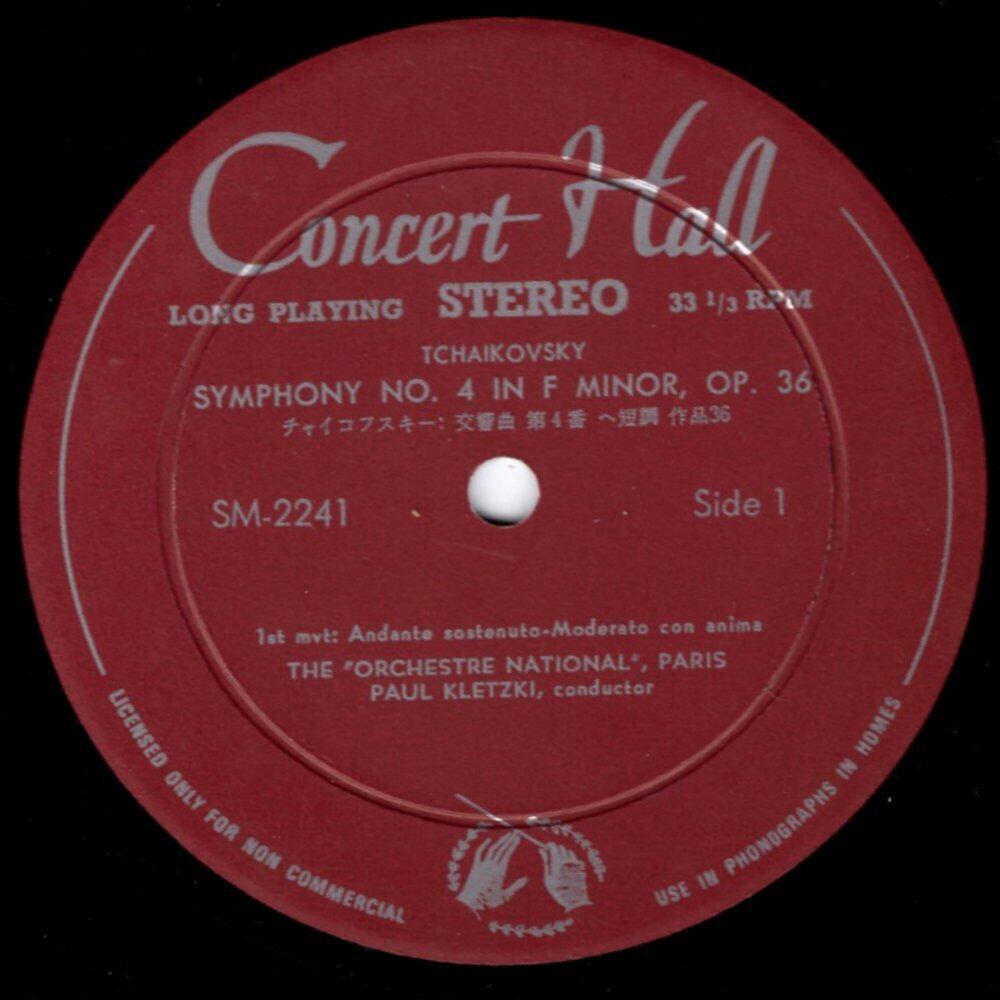 Concert Hall
LONG PLAYING STEREO 33 1/3 RPM
TCHAIKOVSKY
SYMPHONY NO. 4 IN F MINOR, OP. 36
チャイコフスキー: 交響曲 第4番 ヘ短調 作品36
SM-2241 Side 1
1st mvt: Andante sostenuto-Moderato con anima
THE "ORCHESTRE NATIONAL", PARIS
PAUL KLETZKI, conductor
LICENSED ONLY FOR NON COMMERCIAL USE IN PHONOGRAPHS IN HOMES